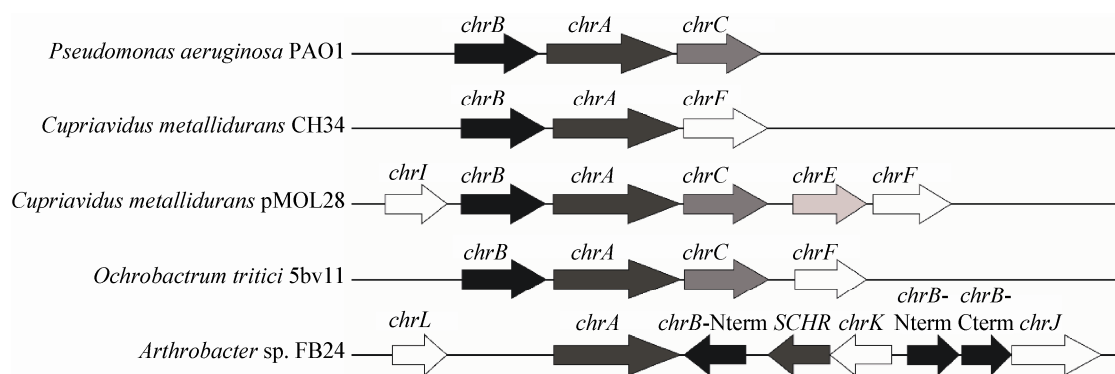 chrB chrA chrC
Pseudomonas aeruginosa PAO1
chrB chrA chrF
Cupriavidus metallidurans CH34
chrI chrB chrA chrC chrE chrF
Cupriavidus metallidurans pMOL28
chrB chrA chrC chrF
Ochrobactrum tritici 5bv11
chrB- chrB-
chrL chrA chrB-Nterm SCHR chrK Nterm Cterm chrJ
Arthrobacter sp. FB24